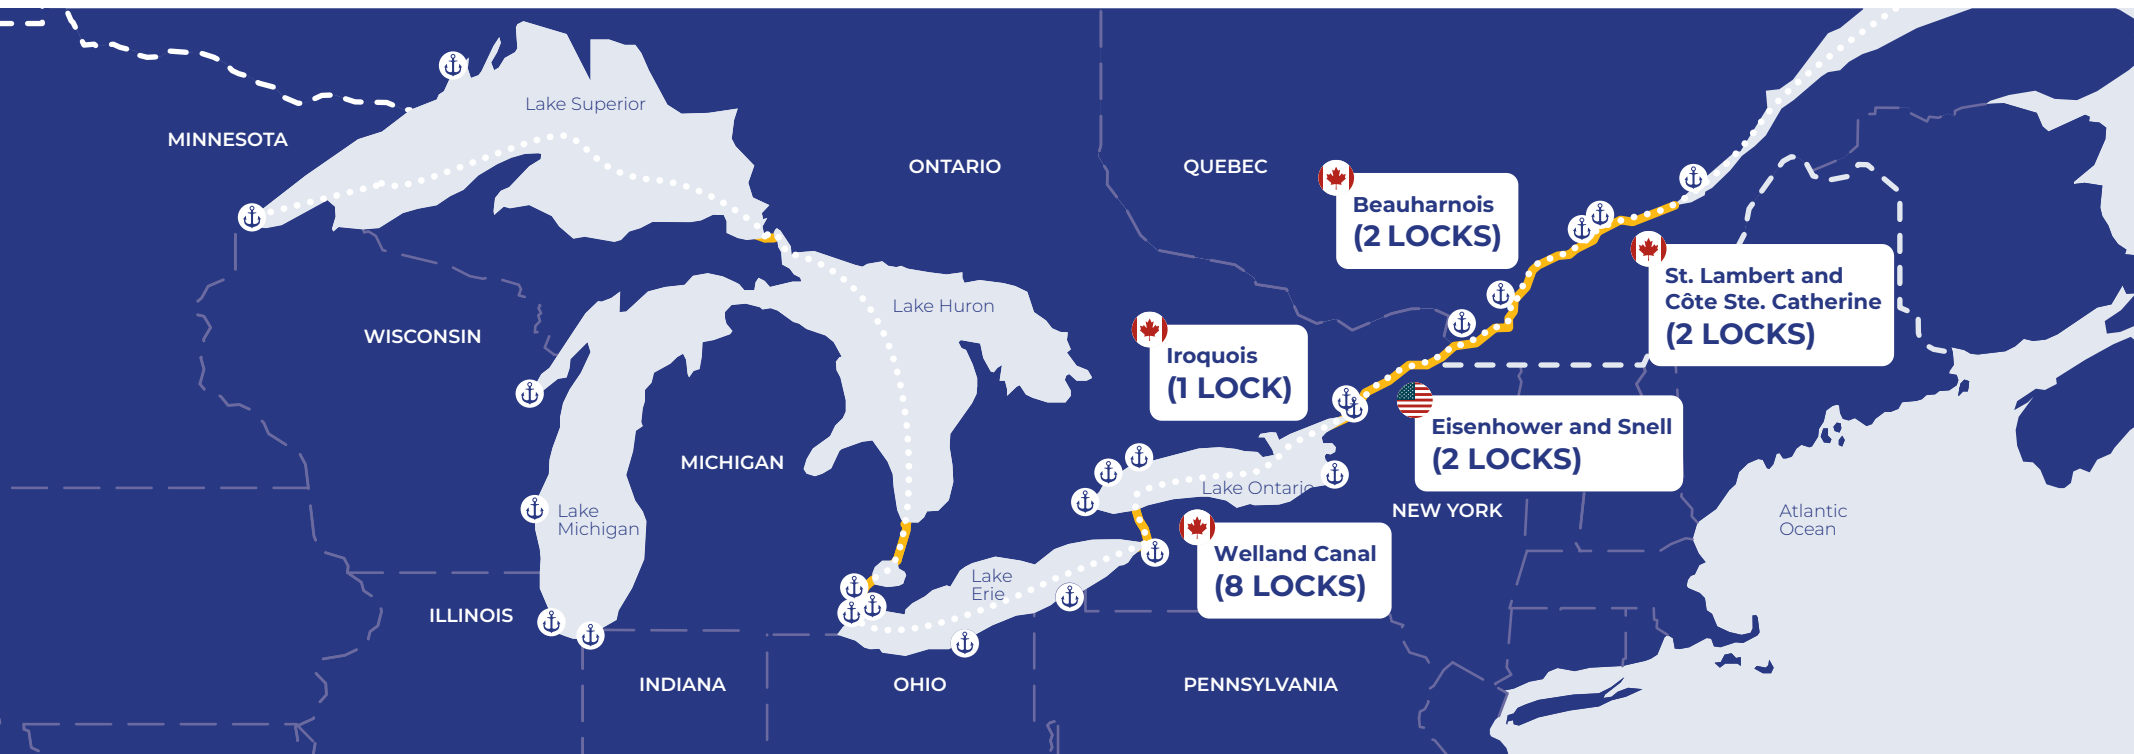 Lake Superior
MINNESOTA
ONTARIO
QUEBEC
Beauharnois
(2 LOCKS)
St. Lambert and
Côte Ste. Catherine
(2 LOCKS)
Lake Huron
WISCONSIN
Iroquois
(1 LOCK)
Eisenhower and Snell
(2 LOCKS)
MICHIGAN
Lake Ontario
NEW YORK
Lake
Michigan
Atlantic
Ocean
Welland Canal
(8 LOCKS)
Lake
Erie
ILLINOIS
INDIANA
OHIO
PENNSYLVANIA